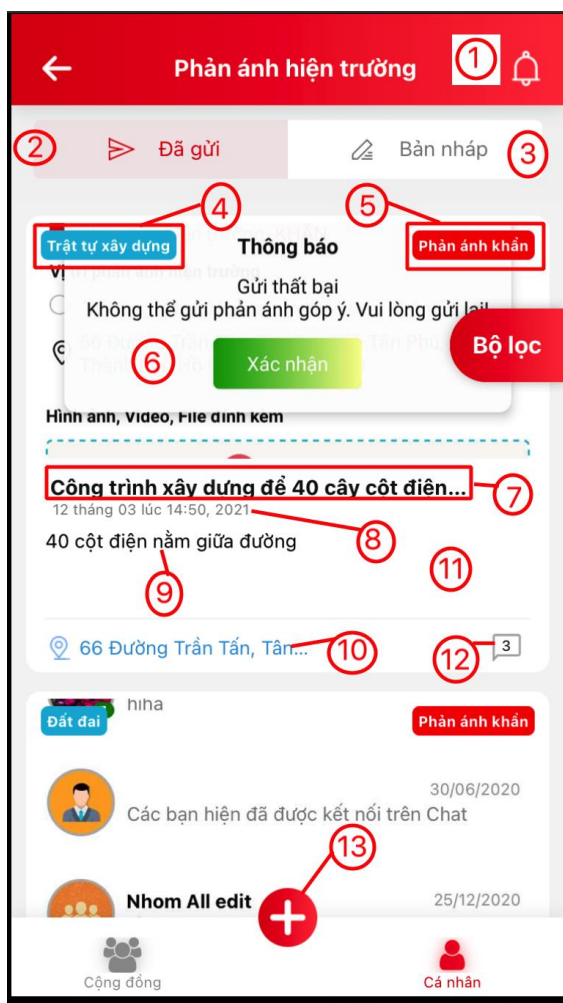 Phản ánh hiện trường
1
2
Đã gửi
Bản nháp
3
4
5
Trật tự xây dựng
Thông báo
Phản ánh khẩn
Gửi thất bại
Không thể gửi phản ánh góp ý. Vui lòng gửi lại!
Bộ lọc
6
Xác nhận
Hình ảnh, Video, File đính kèm
Công trình xây dưng để 40 cây cột điện...
7
12 tháng 03 lúc 14:50, 2021
8
40 cột điện nằm giữa đường
9
11
66 Đường Trần Tấn, Tân...
10
12
3
hiha
Đất đai
Phản ánh khẩn
30/06/2020
Các bạn hiện đã được kết nối trên Chat
13
Nhom All edit
25/12/2020
Cộng đồng
Cá nhân